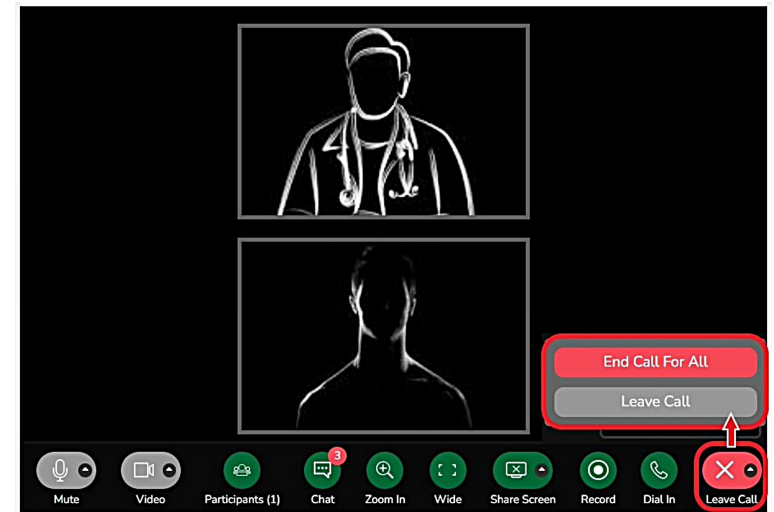 End Call For All
Leave Call
3
Mute
Video
Participants (1)
Chat
Zoom In
Wide
Share Screen
Record
Dial In
Leave Call